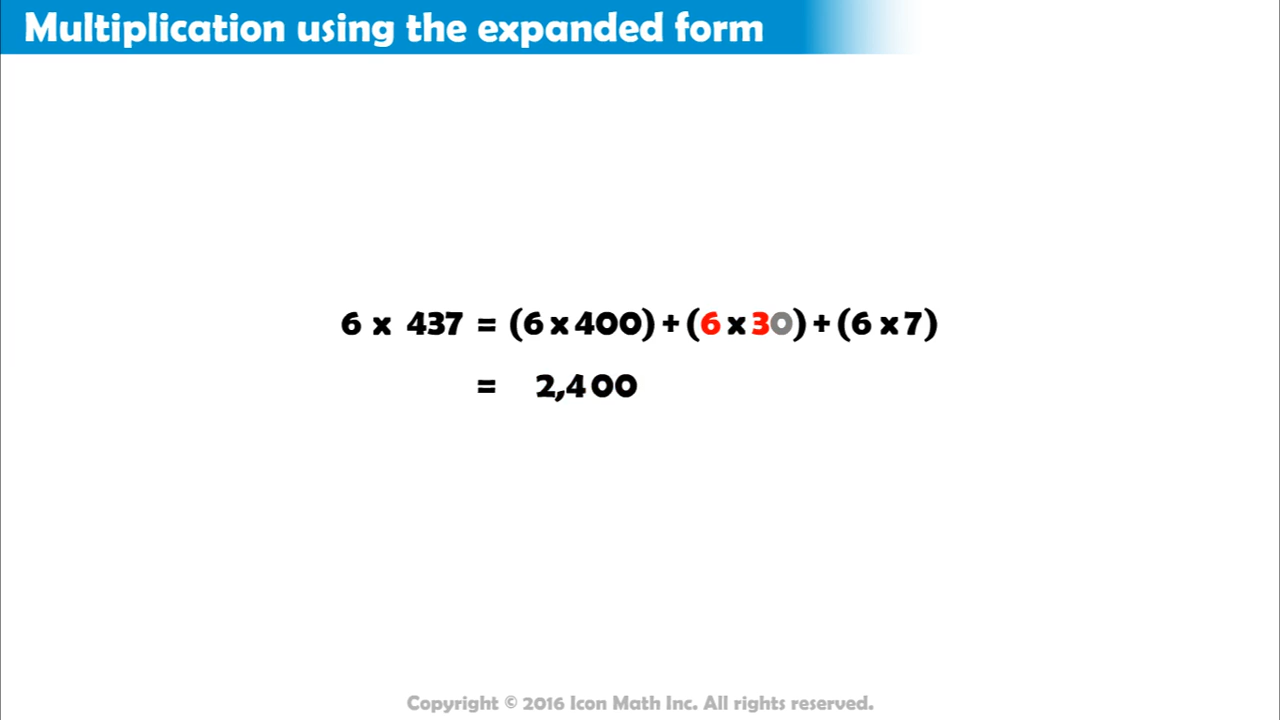 Multiplication using the expanded form
6 x 437 = (6 x 400) + (6 x 30) + (6 x 7)
= 2,400
Copyright © 2016 Icon Math Inc. All rights reserved.